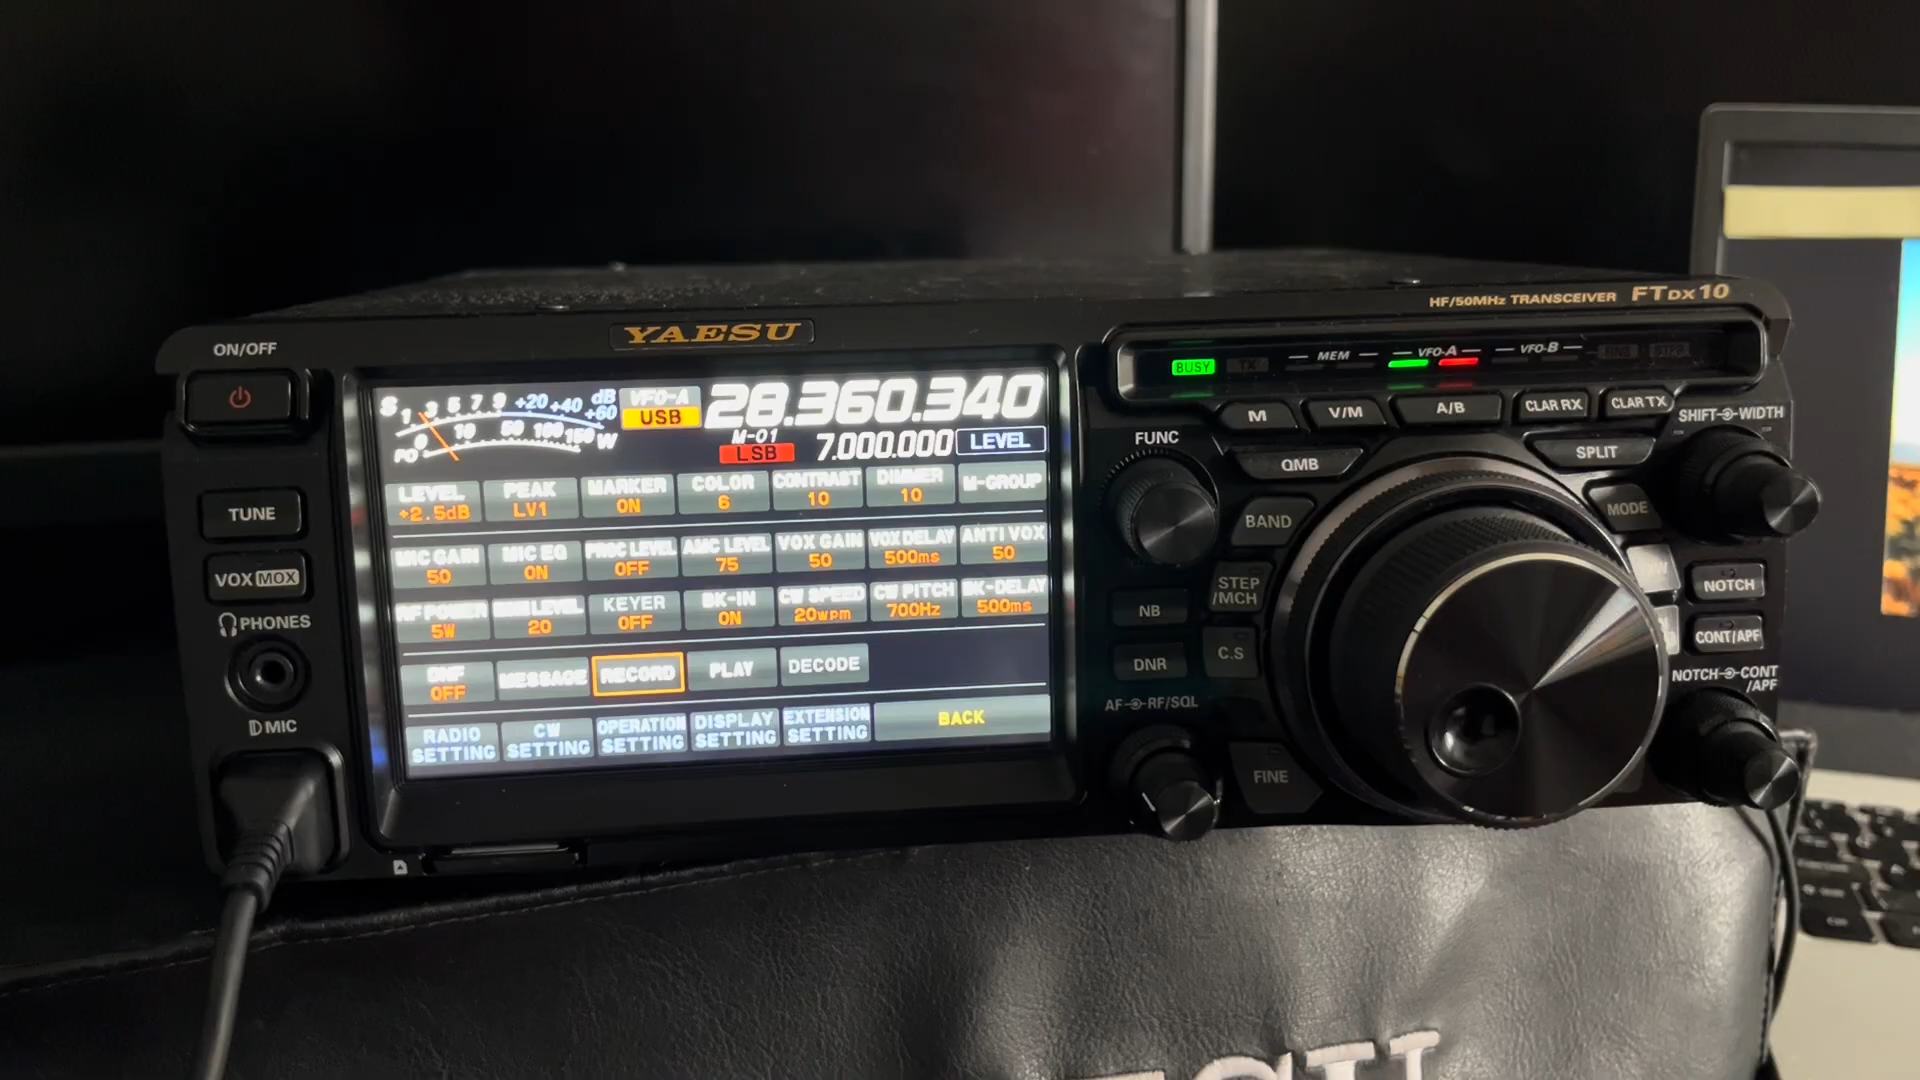 HF/50MHz TRANSCEIVER FTDX10
YAESU
ON/OFF
TUNE
VOX MOX
PHONES
MIC
S 1 3 5 7 9 +20 +40 +60 dB
PO 0 10 50 100 150 W
VFO-A
USB
28.360.340
M-01
LSB
7.000.000
LEVEL
LEVEL PEAK MARKER COLOR CONTRAST DIMMER M-GROUP
+2.5dB LV1 ON 6 10 10
MIC GAIN MIC EQ PROC LEVEL AMC LEVEL VOX GAIN VOX DELAY ANTI VOX
50 ON OFF 75 50 500ms 50
RF POWER MONI LEVEL KEYER BK-IN CW SPEED CW PITCH BK-DELAY
5W 20 OFF ON 20wpm 700Hz 500ms
DNF MESSAGE RECORD PLAY DECODE
OFF
RADIO SETTING CW SETTING OPERATION SETTING DISPLAY SETTING EXTENSION SETTING BACK
BUSY TX MEM VFO-A VFO-B
M V/M A/B CLAR RX CLAR TX
SHIFT WIDTH
FUNC
QMB
SPLIT
BAND
MODE
STEP
/MCH
NB
NOTCH
C.S
DNR
CONT/APF
NOTCH CONT
/APF
AF RF/SQL
FINE